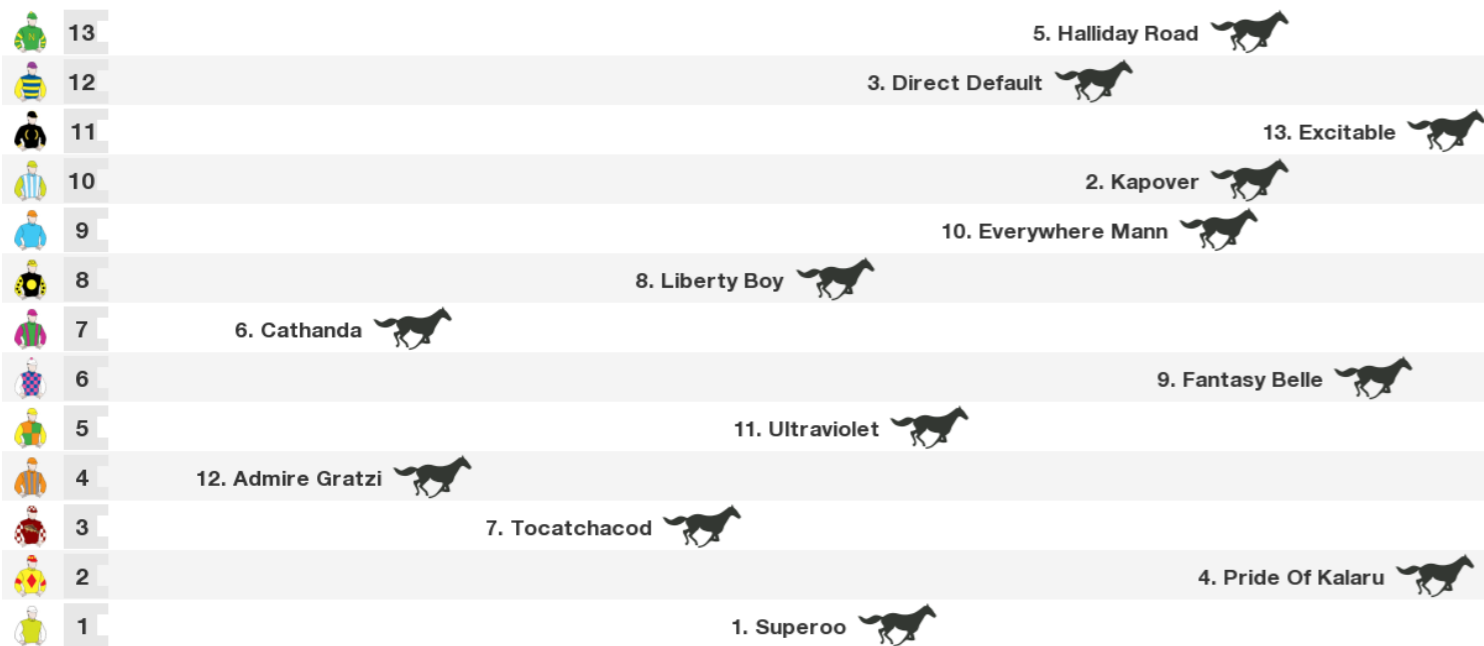 13 5. Halliday Road
12 3. Direct Default
11 13. Excitable
10 2. Kapover
9 10. Everywhere Mann
8 8. Liberty Boy
7 6. Cathanda
6 9. Fantasy Belle
5 11. Ultraviolet
4 12. Admire Gratzi
3 7. Tocatchacod
2 4. Pride Of Kalaru
1 1. Superoo